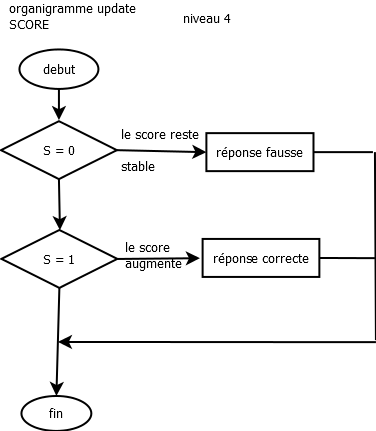 organigramme update
SCORE
niveau 4
debut
le score reste
stable
S = 0
réponse fausse
le score
augmente
S = 1
réponse correcte
fin